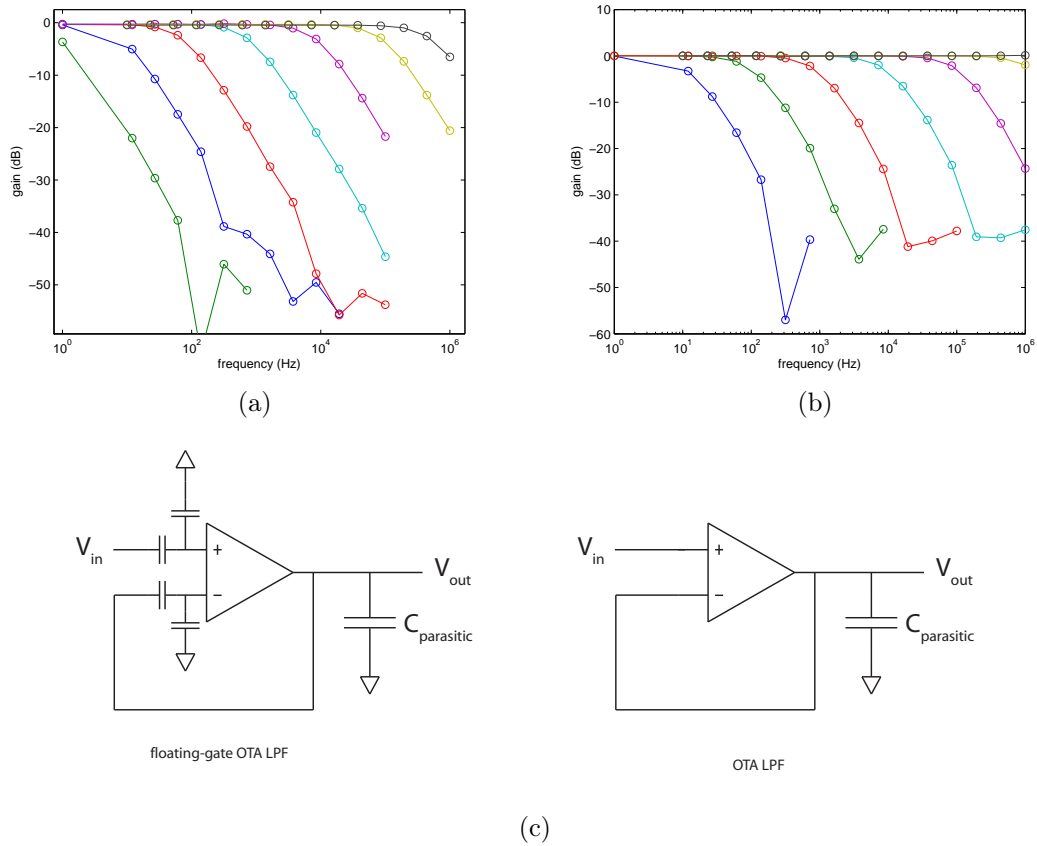 0
−10
−20
−30
−40
−50
gain (dB)
10^0
10^2
10^4
10^6
frequency (Hz)
(a)
10
0
−10
−20
−30
−40
−50
−60
gain (dB)
10^0
10^1
10^2
10^3
10^4
10^5
10^6
frequency (Hz)
(b)
V_in
+
−
V_out
C_parasitic
floating-gate OTA LPF
V_in
+
−
V_out
C_parasitic
OTA LPF
(c)